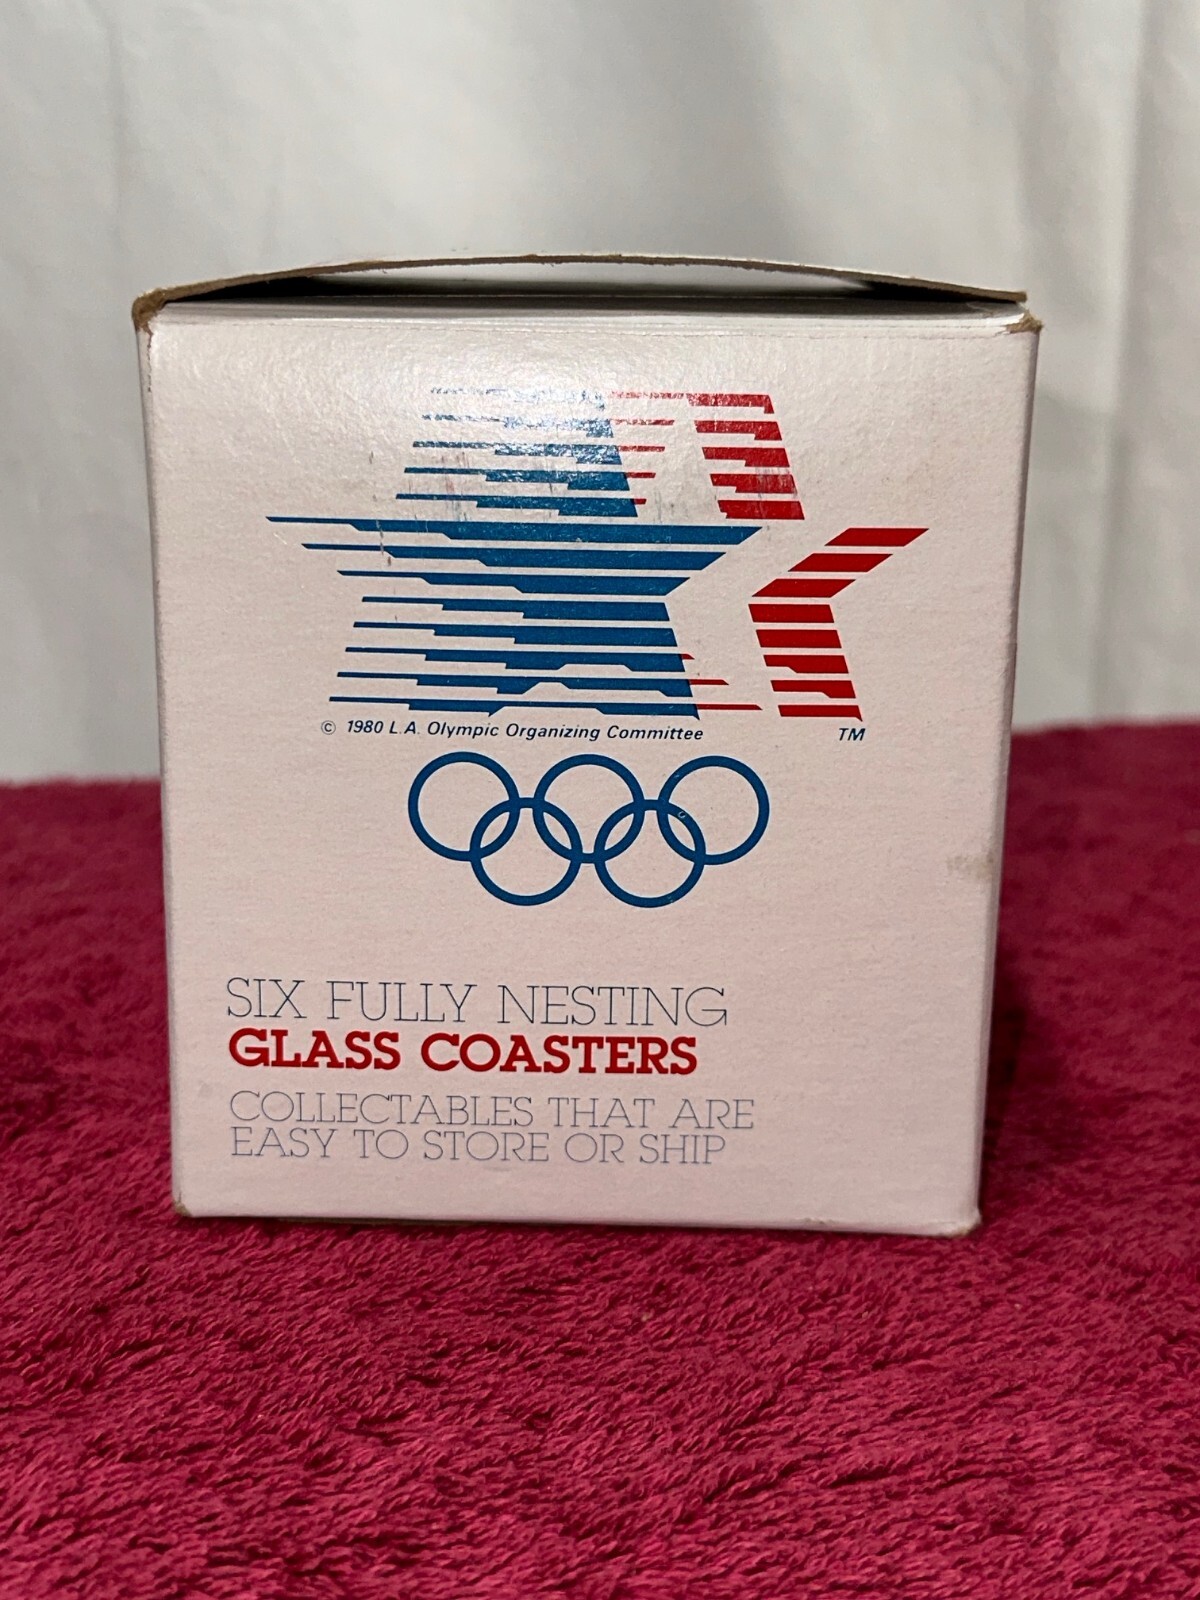 © 1980 L.A. Olympic Organizing Committee TM
SIX FULLY NESTING
GLASS COASTERS
COLLECTABLES THAT ARE
EASY TO STORE OR SHIP